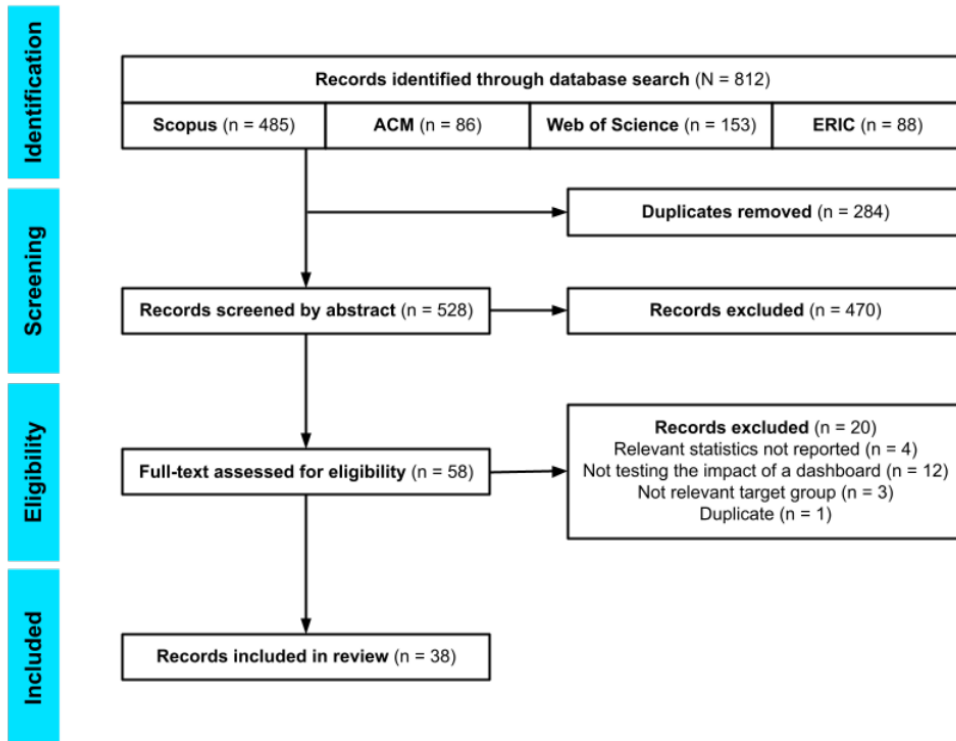 Identification
Records identified through database search (N = 812)
Scopus (n = 485)
ACM (n = 86)
Web of Science (n = 153)
ERIC (n = 88)
Screening
Duplicates removed (n = 284)
Records screened by abstract (n = 528)
Records excluded (n = 470)
Eligibility
Full-text assessed for eligibility (n = 58)
Records excluded (n = 20)
Relevant statistics not reported (n = 4)
Not testing the impact of a dashboard (n = 12)
Not relevant target group (n = 3)
Duplicate (n = 1)
Included
Records included in review (n = 38)